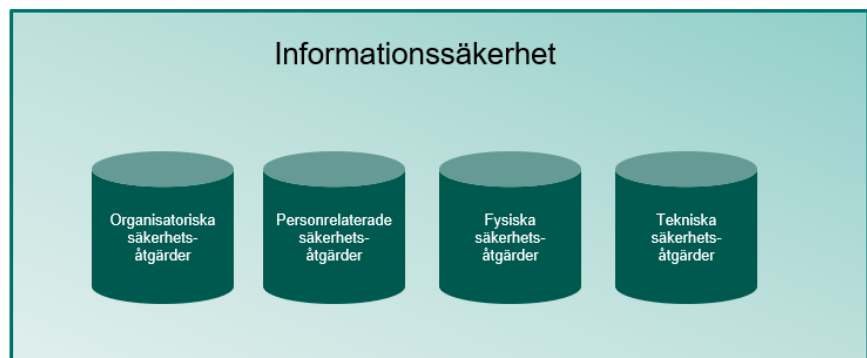 Informationssäkerhet
Organisatoriska
säkerhets-
åtgärder
Personrelaterade
säkerhets-
åtgärder
Fysiska
säkerhets-
åtgärder
Tekniska
säkerhets-
åtgärder